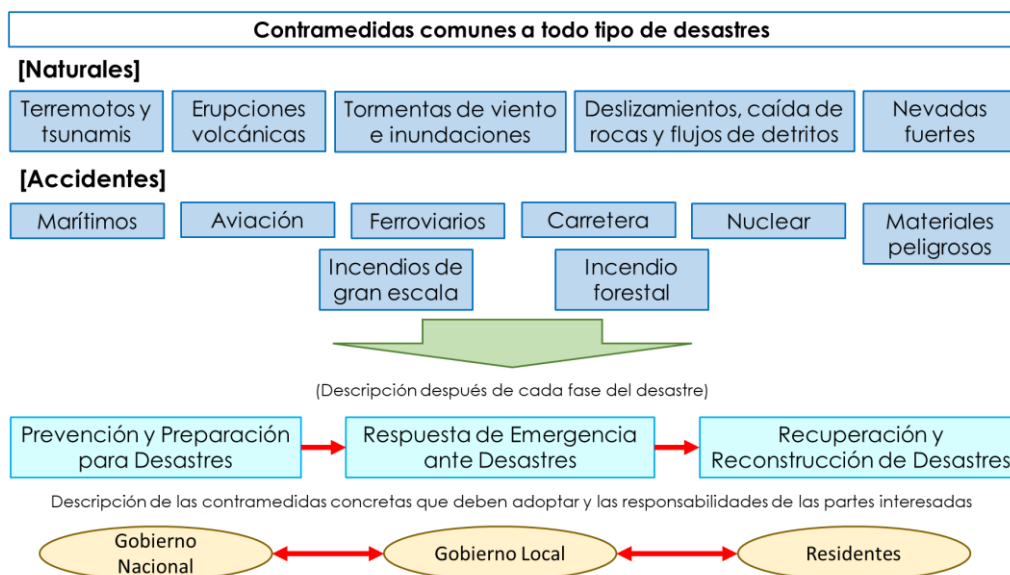 Contramedidas comunes a todo tipo de desastres
[Naturales]
Terremotos y
tsunamis
Erupciones
volcánicas
Tormentas de viento
e inundaciones
Deslizamientos, caída de
rocas y flujos de detritos
Nevadas
fuertes
[Accidentes]
Marítimos
Aviación
Ferroviarios
Carretera
Nuclear
Materiales
peligrosos
Incendios de
gran escala
Incendio
forestal
(Descripción después de cada fase del desastre)
Prevención y Preparación
para Desastres
Respuesta de Emergencia
ante Desastres
Recuperación y
Reconstrucción de Desastres
Descripción de las contramedidas concretas que deben adoptar y las responsabilidades de las partes interesadas
Gobierno
Nacional
Gobierno Local
Residentes